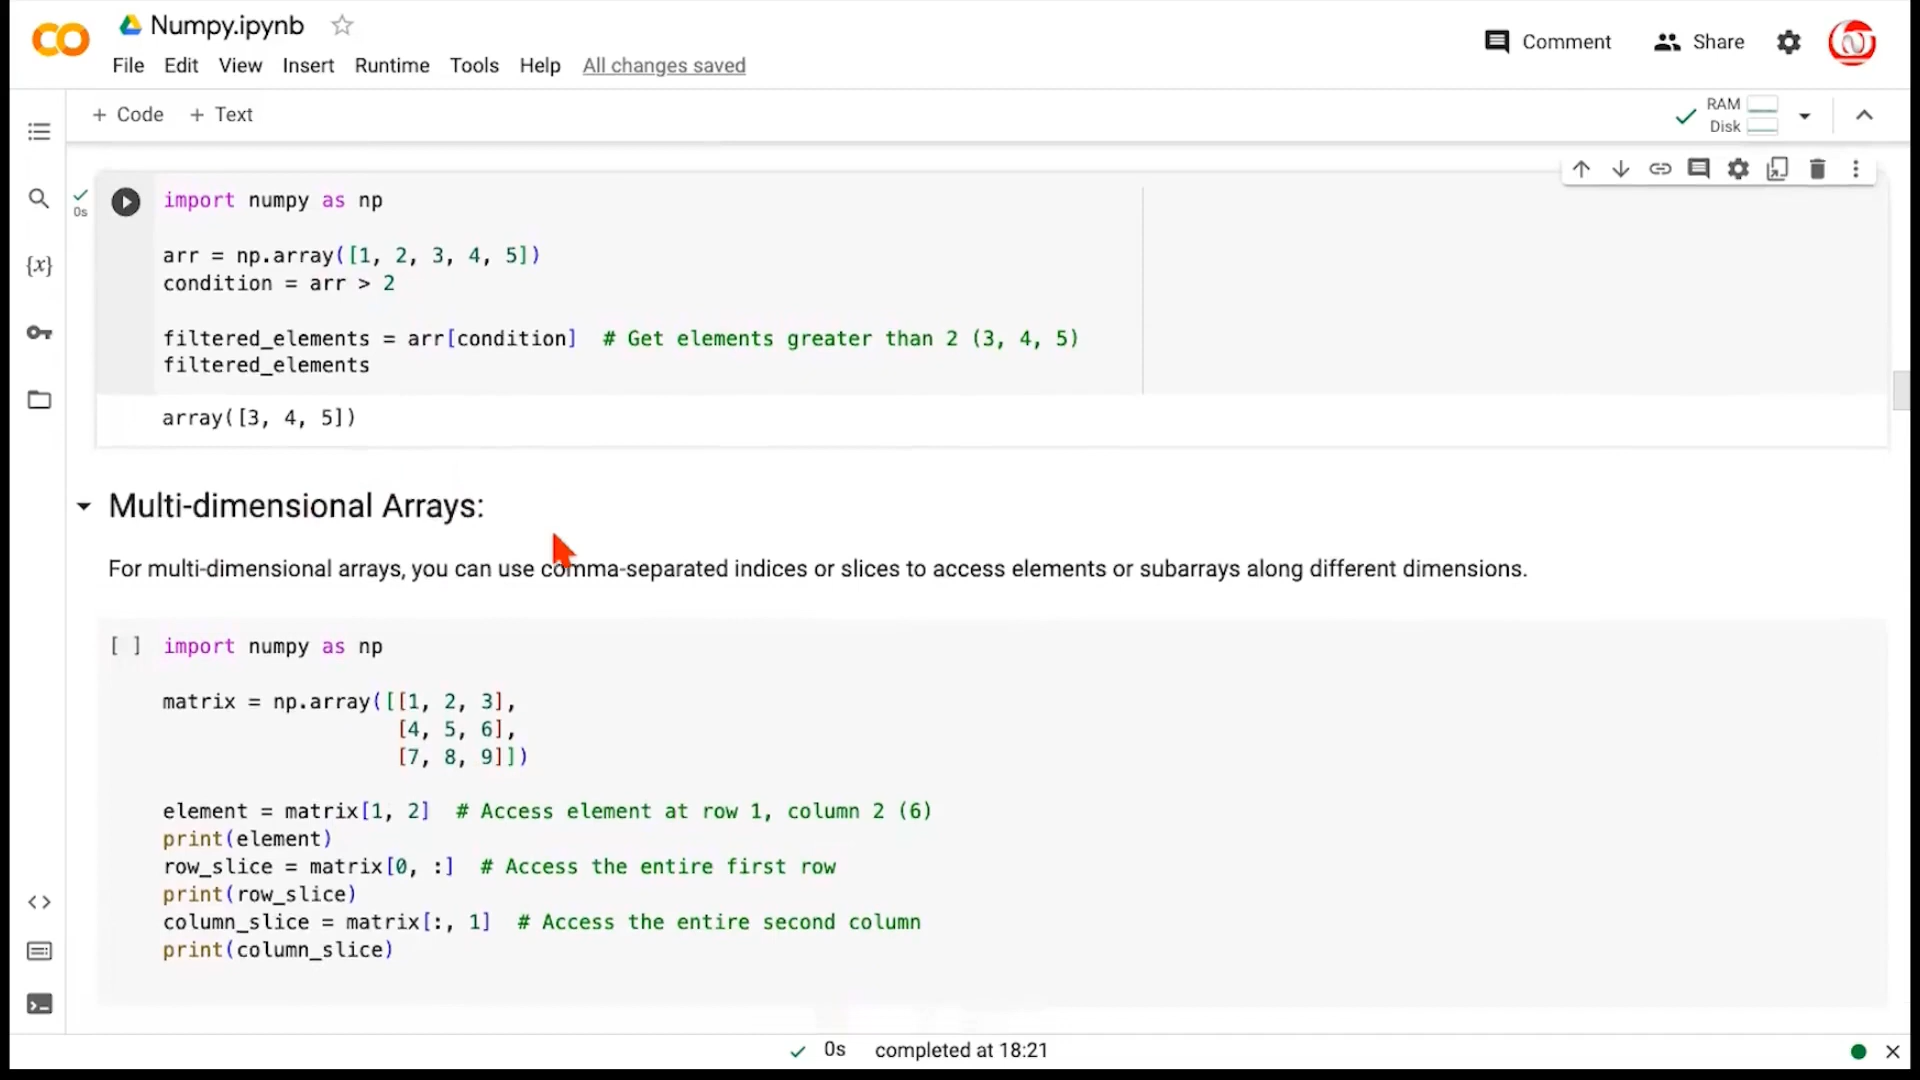 Numpy.ipynb
Comment
Share
File Edit View Insert Runtime Tools Help All changes saved
+ Code + Text
RAM
Disk
0s
import numpy as np
arr = np.array([1, 2, 3, 4, 5])
condition = arr > 2
filtered_elements = arr[condition]  # Get elements greater than 2 (3, 4, 5)
filtered_elements
array([3, 4, 5])
{x}
Multi-dimensional Arrays:
For multi-dimensional arrays, you can use comma-separated indices or slices to access elements or subarrays along different dimensions.
[ ] import numpy as np
matrix = np.array([[1, 2, 3],
[4, 5, 6],
[7, 8, 9]])
element = matrix[1, 2]  # Access element at row 1, column 2 (6)
print(element)
row_slice = matrix[0, :]  # Access the entire first row
print(row_slice)
column_slice = matrix[:, 1]  # Access the entire second column
print(column_slice)
0s completed at 18:21